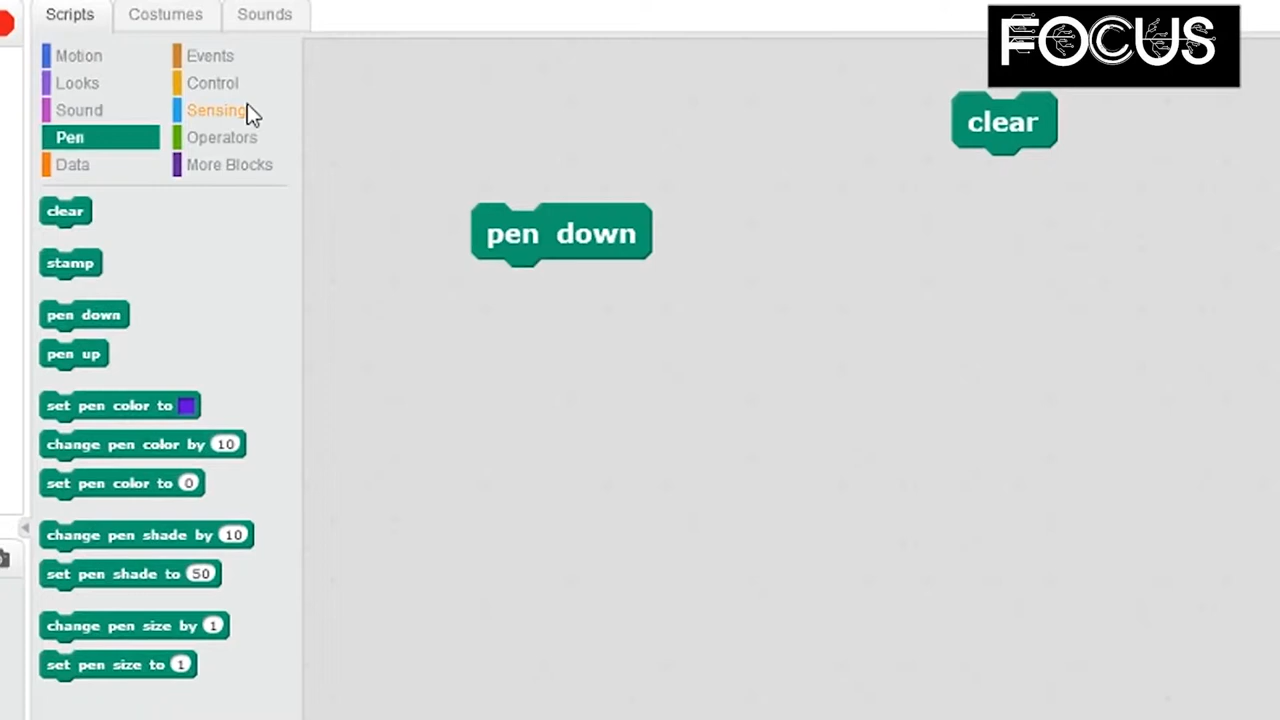 Scripts Costumes Sounds
FOCUS
Motion Events
Looks Control
Sound Sensing
Pen Operators
Data More Blocks
clear
pen down
clear
stamp
pen down
pen up
set pen color to
change pen color by 10
set pen color to 0
change pen shade by 10
set pen shade to 50
change pen size by 1
set pen size to 1